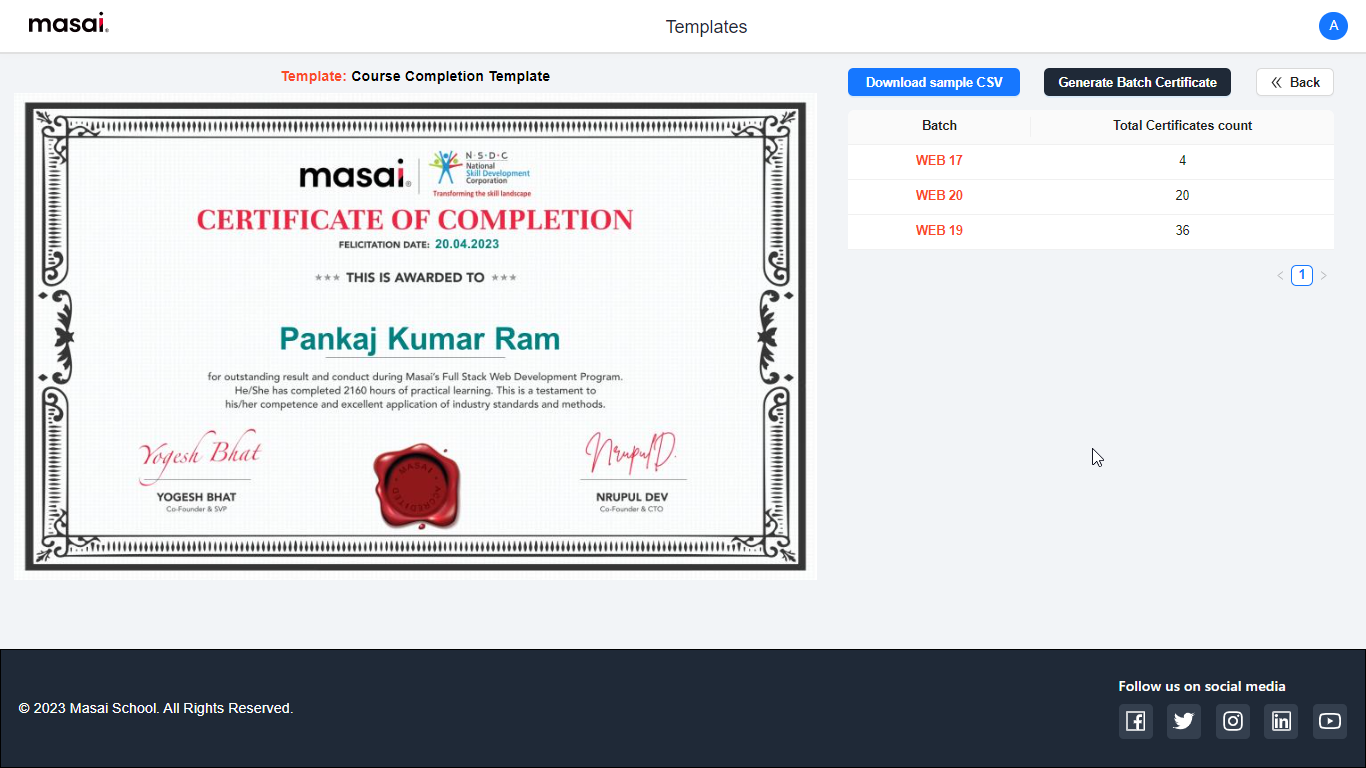 masai.
Templates
A
Template: Course Completion Template
masai.
N·S·D·C
National
Skill Development
Corporation
Transforming the skill landscape
CERTIFICATE OF COMPLETION
FELICITATION DATE: 20.04.2023
*** THIS IS AWARDED TO ***
Pankaj Kumar Ram
for outstanding result and conduct during Masai's Full Stack Web Development Program.
He/She has completed 2160 hours of practical learning. This is a testament to
his/her competence and excellent application of industry standards and methods.
Yogesh Bhat
NrupulD.
MASAI
ACCREDITED
YOGESH BHAT
Co-Founder & SVP
NRUPUL DEV
Co-Founder & CTO
Download sample CSV
Generate Batch Certificate
Back
Batch Total Certificates count
WEB 17 4
WEB 20 20
WEB 19 36
< 1 >
© 2023 Masai School. All Rights Reserved.
Follow us on social media